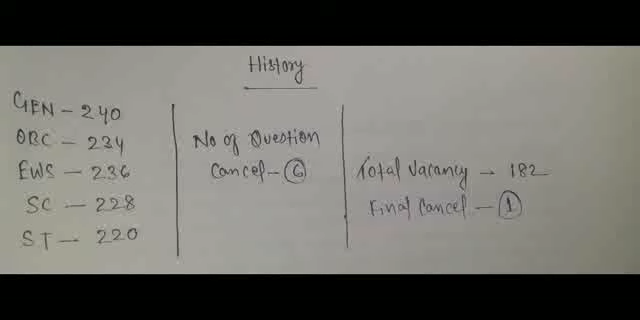 History
GEN - 240
OBC - 234
EWS - 236
SC - 228
ST - 220
No of Question
Cancel - 6
Total Vacancy - 182
Final Cancel - 1